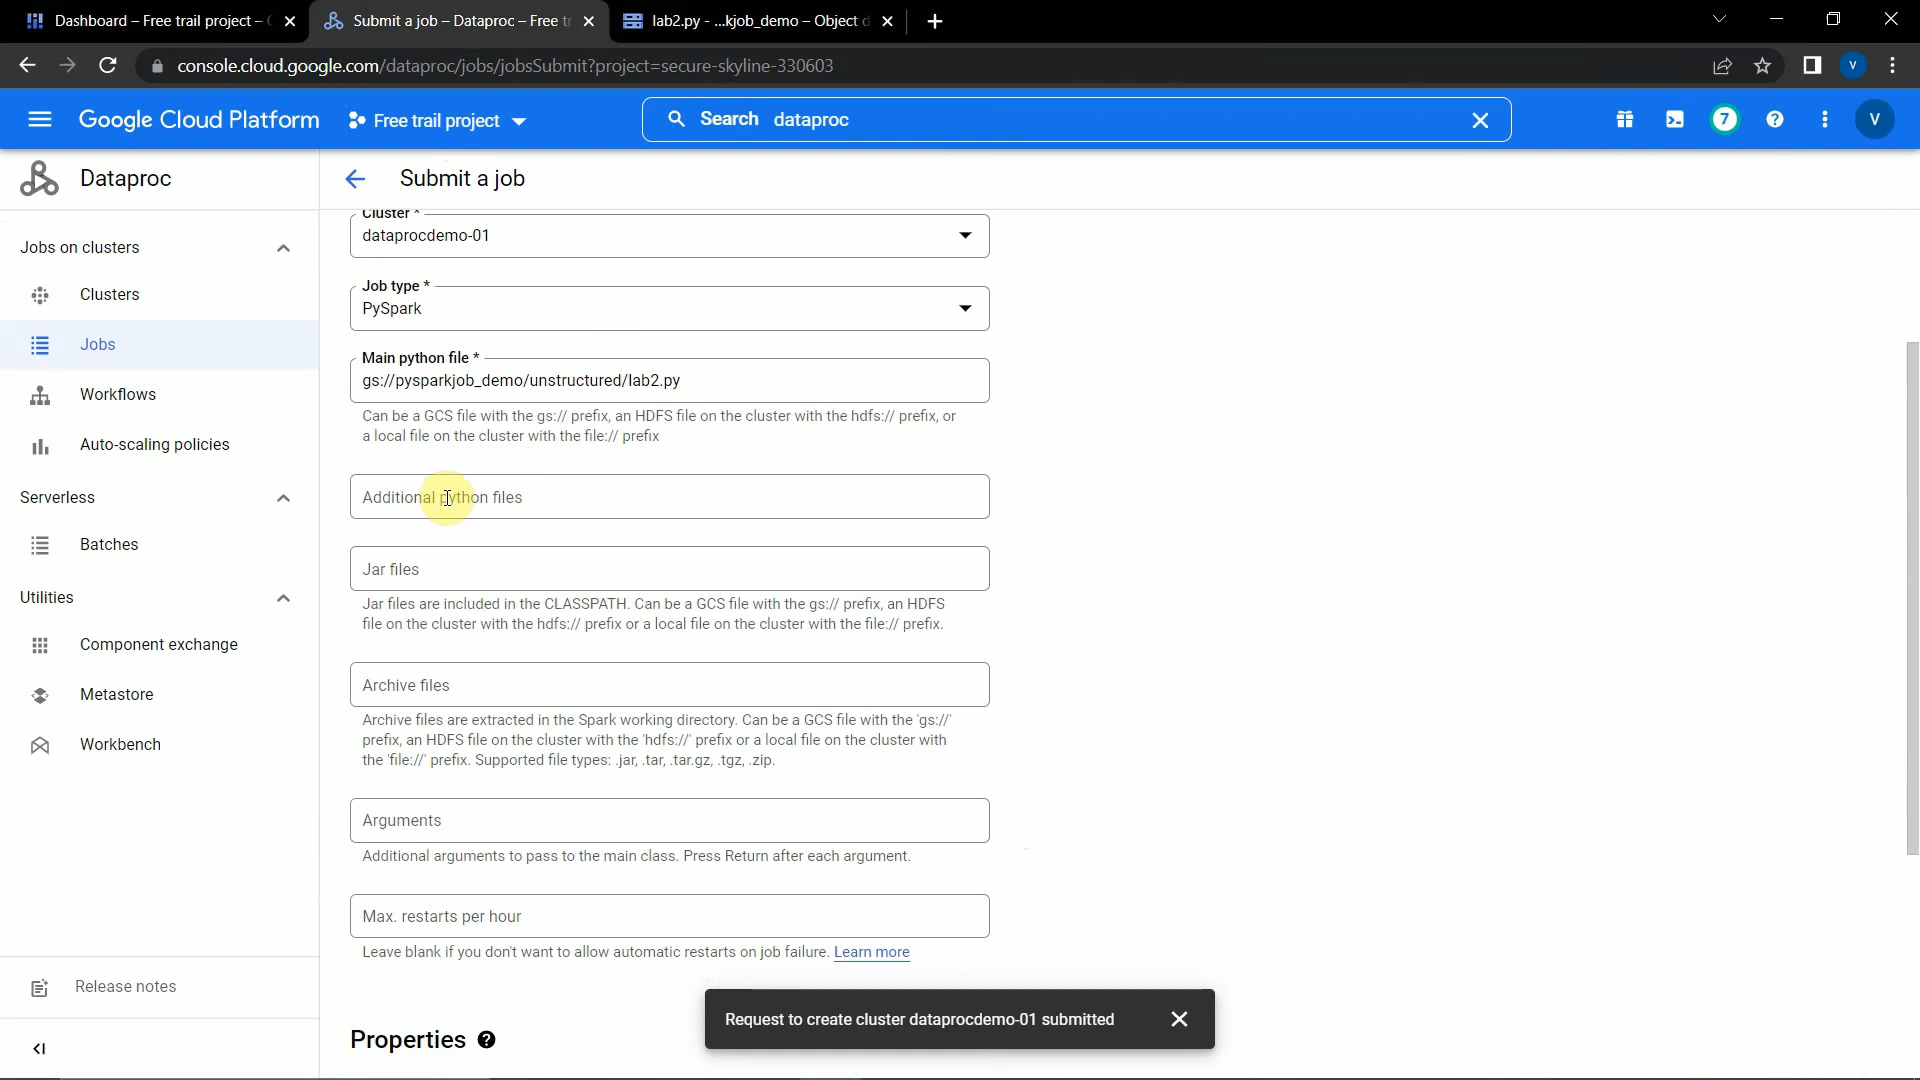 Dashboard – Free trail project – 
Submit a job – Dataproc – Free
lab2.py - ...kjob_demo – Object
console.cloud.google.com/dataproc/jobs/jobsSubmit?project=secure-skyline-330603
V
Google Cloud Platform
Free trail project
Search dataproc
7
V
Dataproc
Submit a job
Jobs on clusters
Clusters
Jobs
Workflows
Auto-scaling policies
Serverless
Batches
Utilities
Component exchange
Metastore
Workbench
Release notes
Cluster *
dataprocdemo-01
Job type *
PySpark
Main python file *
gs://pysparkjob_demo/unstructured/lab2.py
Can be a GCS file with the gs:// prefix, an HDFS file on the cluster with the hdfs:// prefix, or
a local file on the cluster with the file:// prefix
Additional python files
Jar files
Jar files are included in the CLASSPATH. Can be a GCS file with the gs:// prefix, an HDFS
file on the cluster with the hdfs:// prefix or a local file on the cluster with the file:// prefix.
Archive files
Archive files are extracted in the Spark working directory. Can be a GCS file with the 'gs://'
prefix, an HDFS file on the cluster with the 'hdfs://' prefix or a local file on the cluster with
the 'file://' prefix. Supported file types: .jar, .tar, .tar.gz, .tgz, .zip.
Arguments
Additional arguments to pass to the main class. Press Return after each argument.
Max. restarts per hour
Leave blank if you don't want to allow automatic restarts on job failure. Learn more
Properties
Request to create cluster dataprocdemo-01 submitted